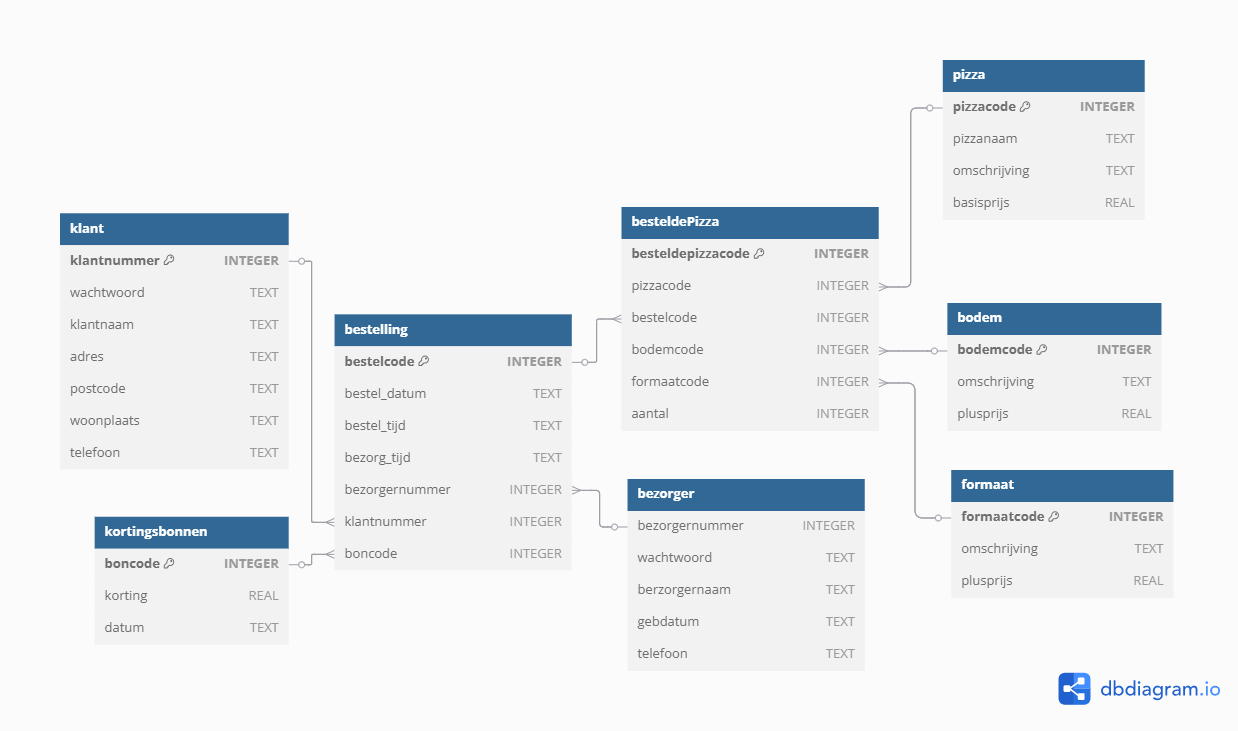 pizza
pizzacode INTEGER
pizzanaam TEXT
omschrijving TEXT
basisprijs REAL
klant
klantnummer INTEGER
wachtwoord TEXT
klantnaam TEXT
adres TEXT
postcode TEXT
woonplaats TEXT
telefoon TEXT
besteldePizza
besteldepizzacode INTEGER
pizzacode INTEGER
bestelcode INTEGER
bodemcode INTEGER
formaatcode INTEGER
aantal INTEGER
bestelling
bestelcode INTEGER
bestel_datum TEXT
bestel_tijd TEXT
bezorg_tijd TEXT
bezorgernummer INTEGER
klantnummer INTEGER
boncode INTEGER
bodem
bodemcode INTEGER
omschrijving TEXT
plusprijs REAL
kortingsbonnen
boncode INTEGER
korting REAL
datum TEXT
bezorger
bezorgernummer INTEGER
wachtwoord TEXT
berzorgernaam TEXT
gebdatum TEXT
telefoon TEXT
formaat
formaatcode INTEGER
omschrijving TEXT
plusprijs REAL
dbdiagram.io